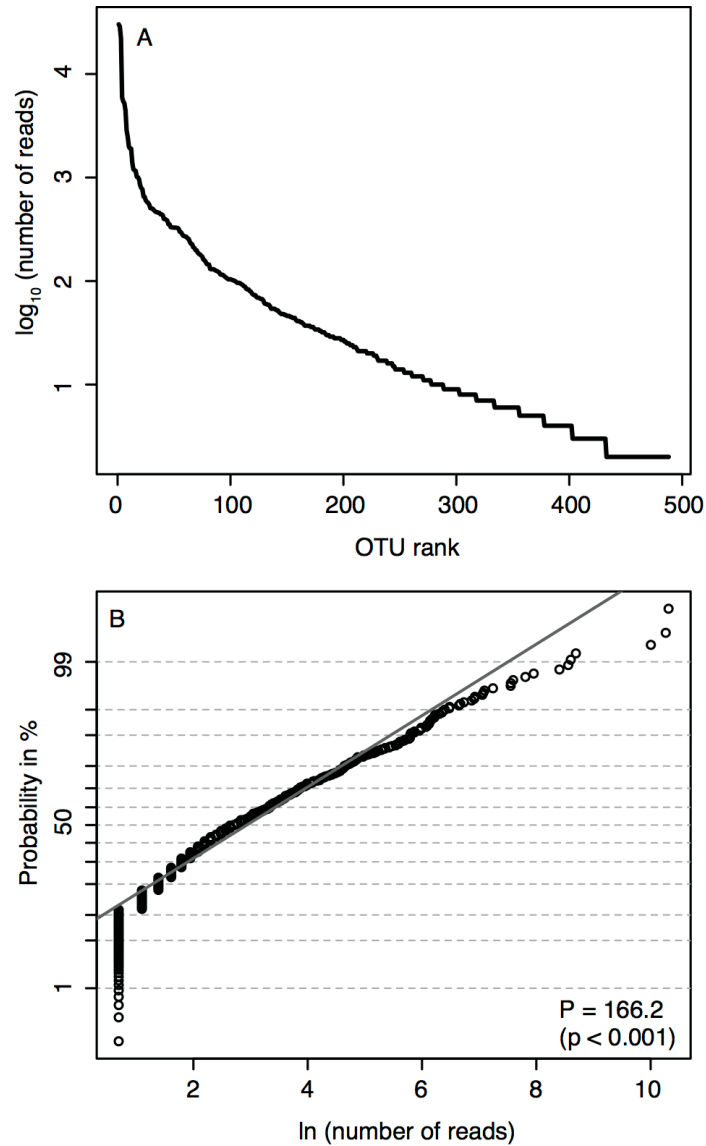 A
4
3
2
1
log10 (number of reads)
0 100 200 300 400 500
OTU rank
B
99
50
1
Probability in %
P = 166.2
(p < 0.001)
2 4 6 8 10
ln (number of reads)